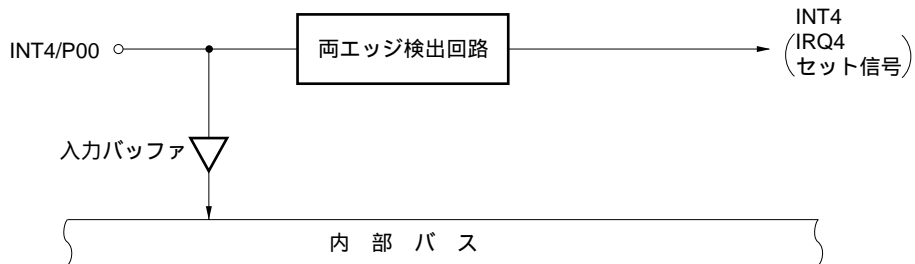 INT4/P00
両エッジ検出回路
INT4
(IRQ4
セット信号)
入力バッファ
内部バス